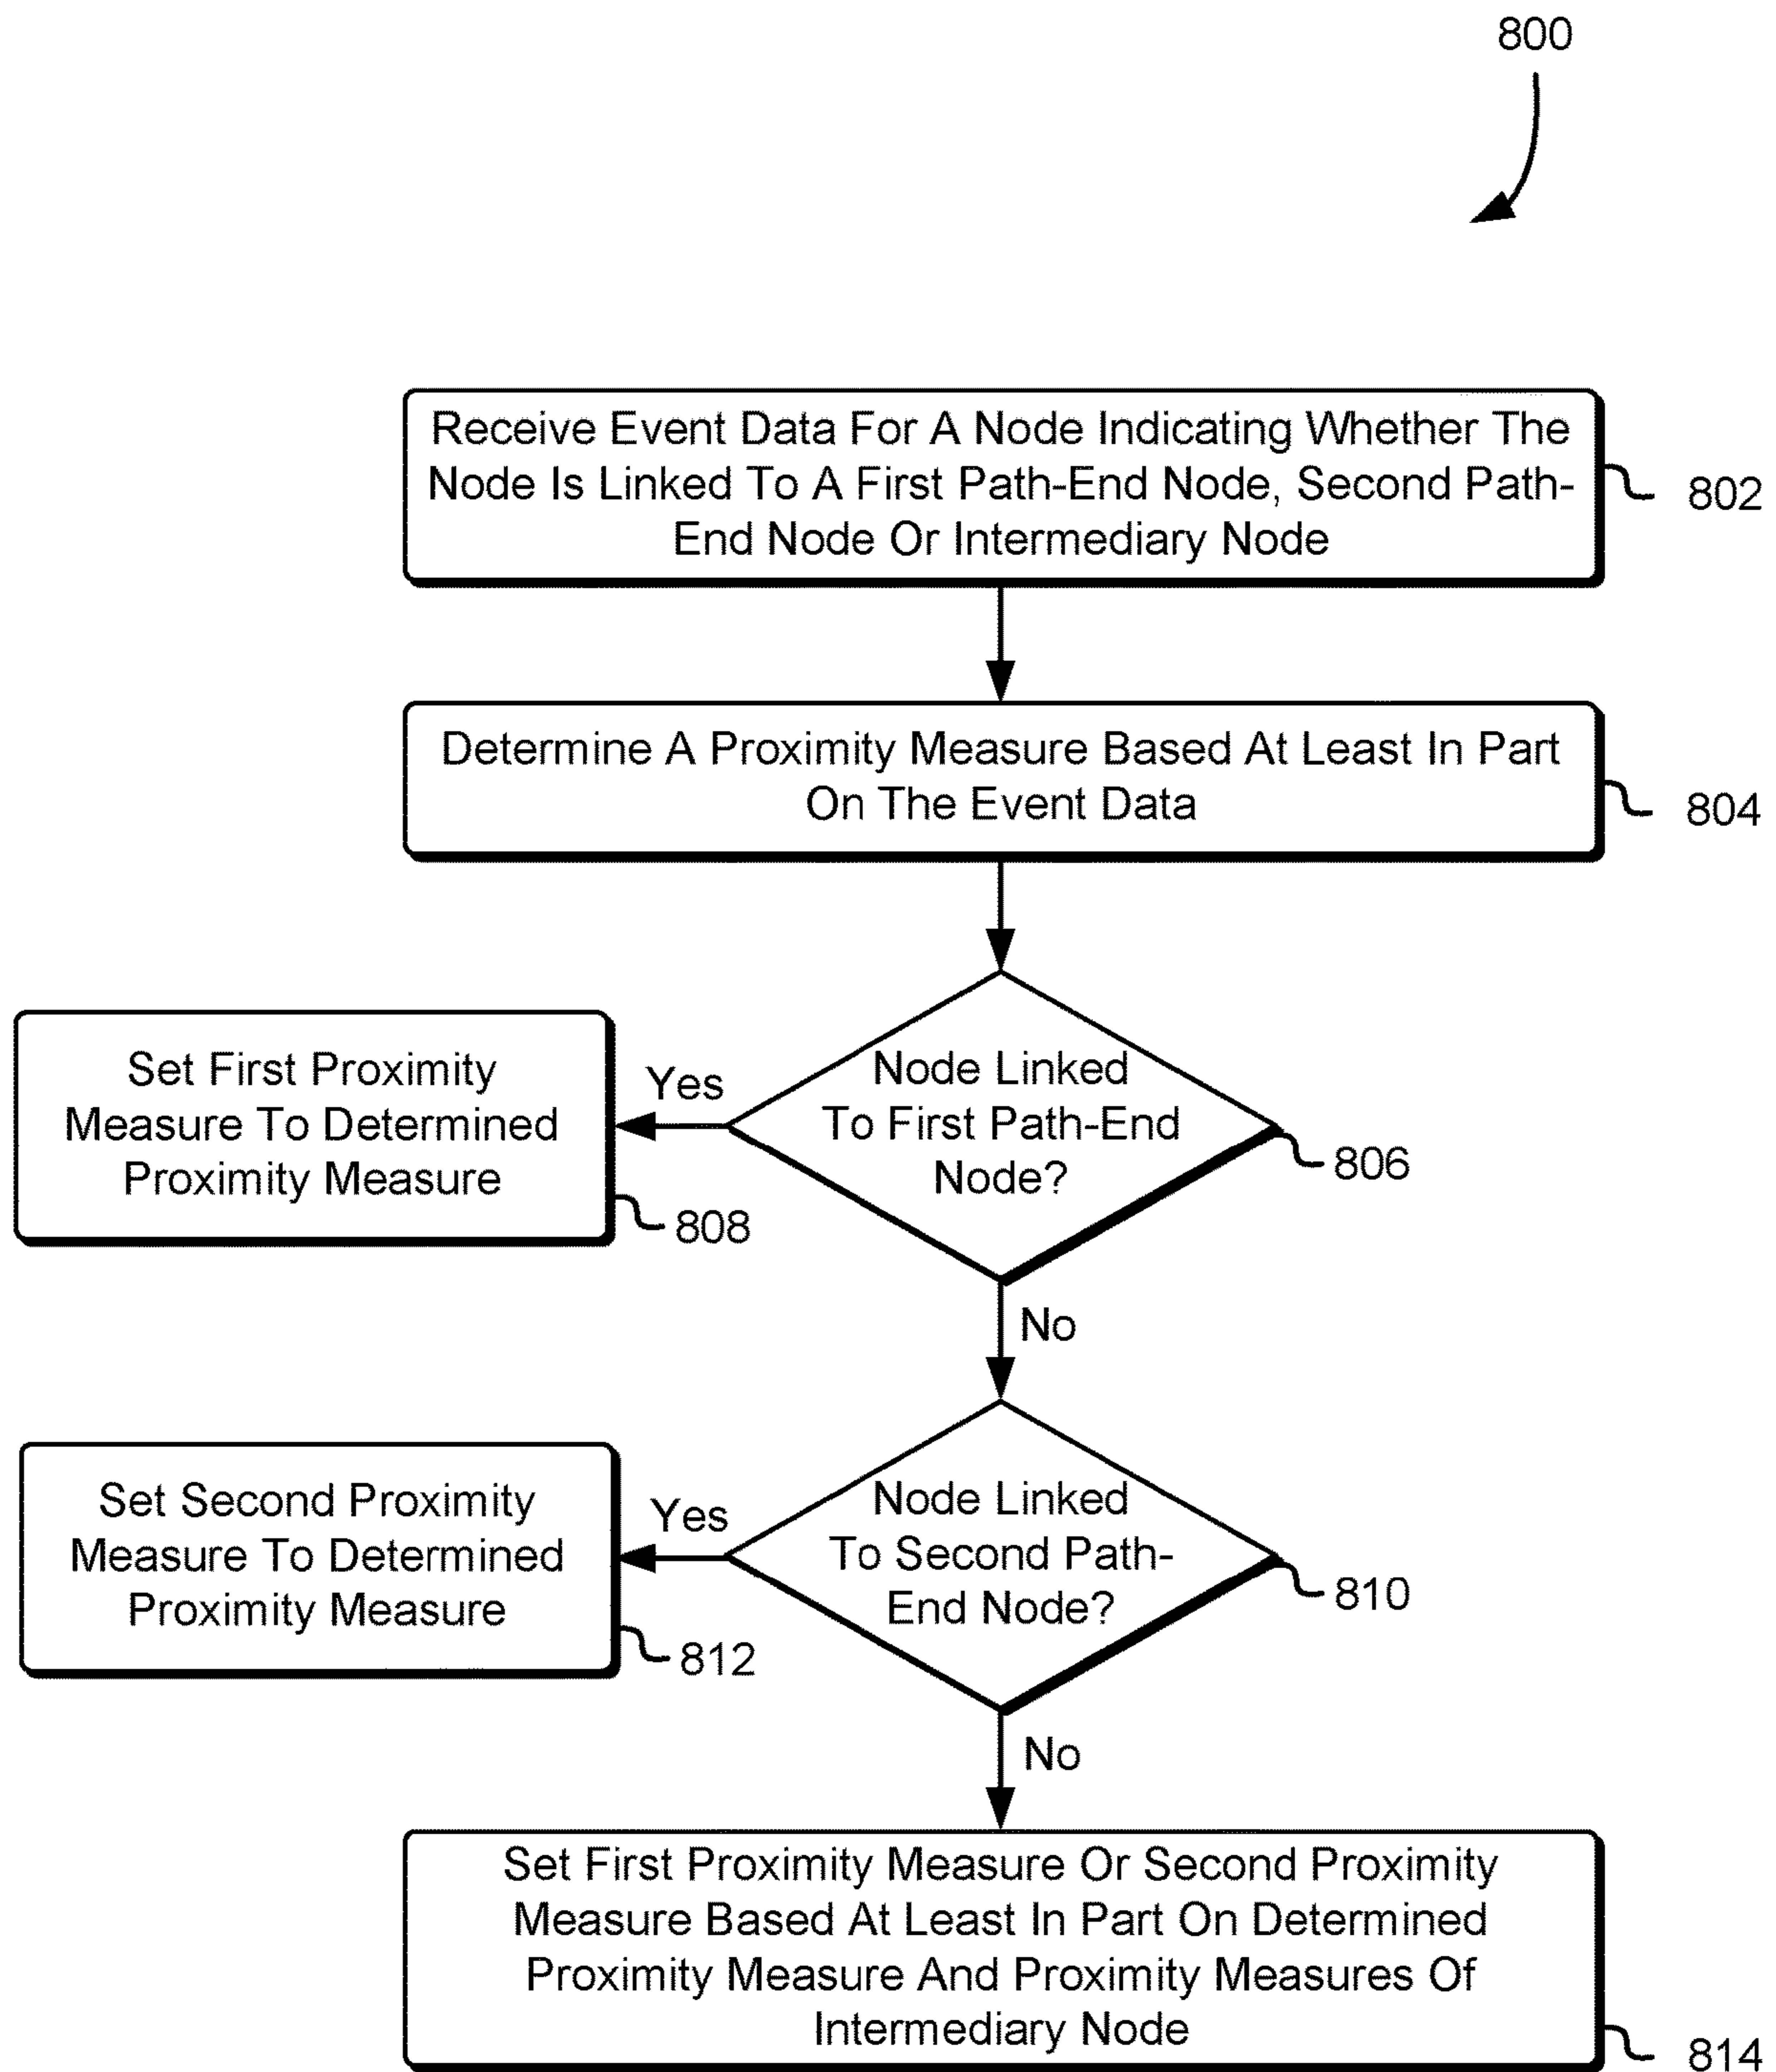 800
Receive Event Data For A Node Indicating Whether The
Node Is Linked To A First Path-End Node, Second Path-
End Node Or Intermediary Node
802
Determine A Proximity Measure Based At Least In Part
On The Event Data
804
Node Linked
To First Path-End
Node?
806
Yes
Set First Proximity
Measure To Determined
Proximity Measure
808
No
Node Linked
To Second Path-
End Node?
810
Yes
Set Second Proximity
Measure To Determined
Proximity Measure
812
No
Set First Proximity Measure Or Second Proximity
Measure Based At Least In Part On Determined
Proximity Measure And Proximity Measures Of
Intermediary Node
814